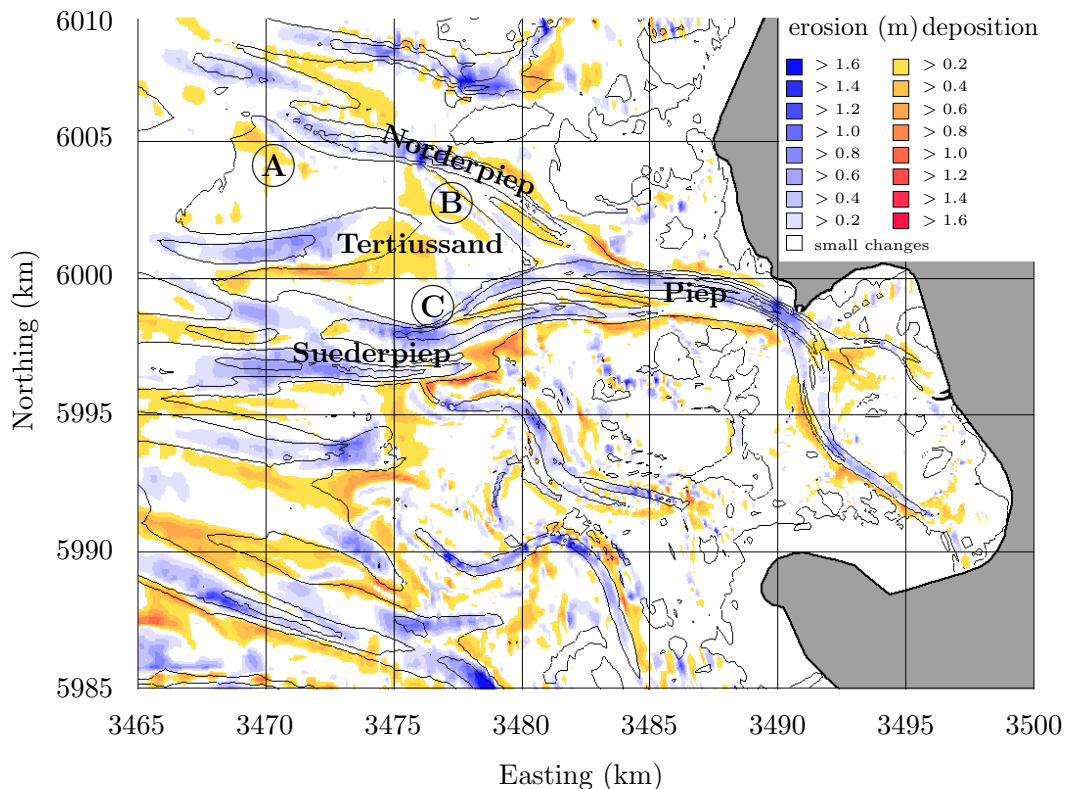 erosion (m) deposition
> 1.6 > 0.2
> 1.4 > 0.4
> 1.2 > 0.6
> 1.0 > 0.8
> 0.8 > 1.0
> 0.6 > 1.2
> 0.4 > 1.4
> 0.2 > 1.6
small changes
6010
6005
6000
5995
5990
5985
Northing (km)
Norderpiep
A
B
Tertiussand
C
Piep
Suederpiep
3465 3470 3475 3480 3485 3490 3495 3500
Easting (km)